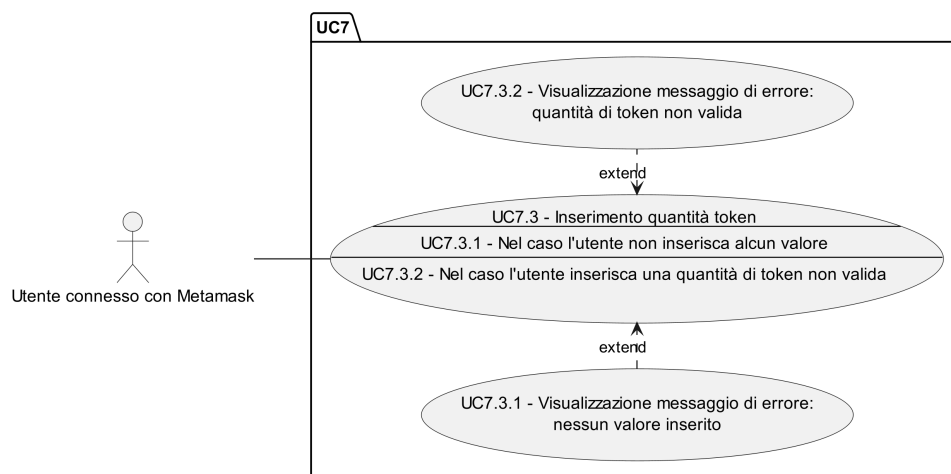 UC7
UC7.3.2 - Visualizzazione messaggio di errore:
quantità di token non valida
extend
UC7.3 - Inserimento quantità token
UC7.3.1 - Nel caso l'utente non inserisca alcun valore
UC7.3.2 - Nel caso l'utente inserisca una quantità di token non valida
Utente connesso con Metamask
extend
UC7.3.1 - Visualizzazione messaggio di errore:
nessun valore inserito